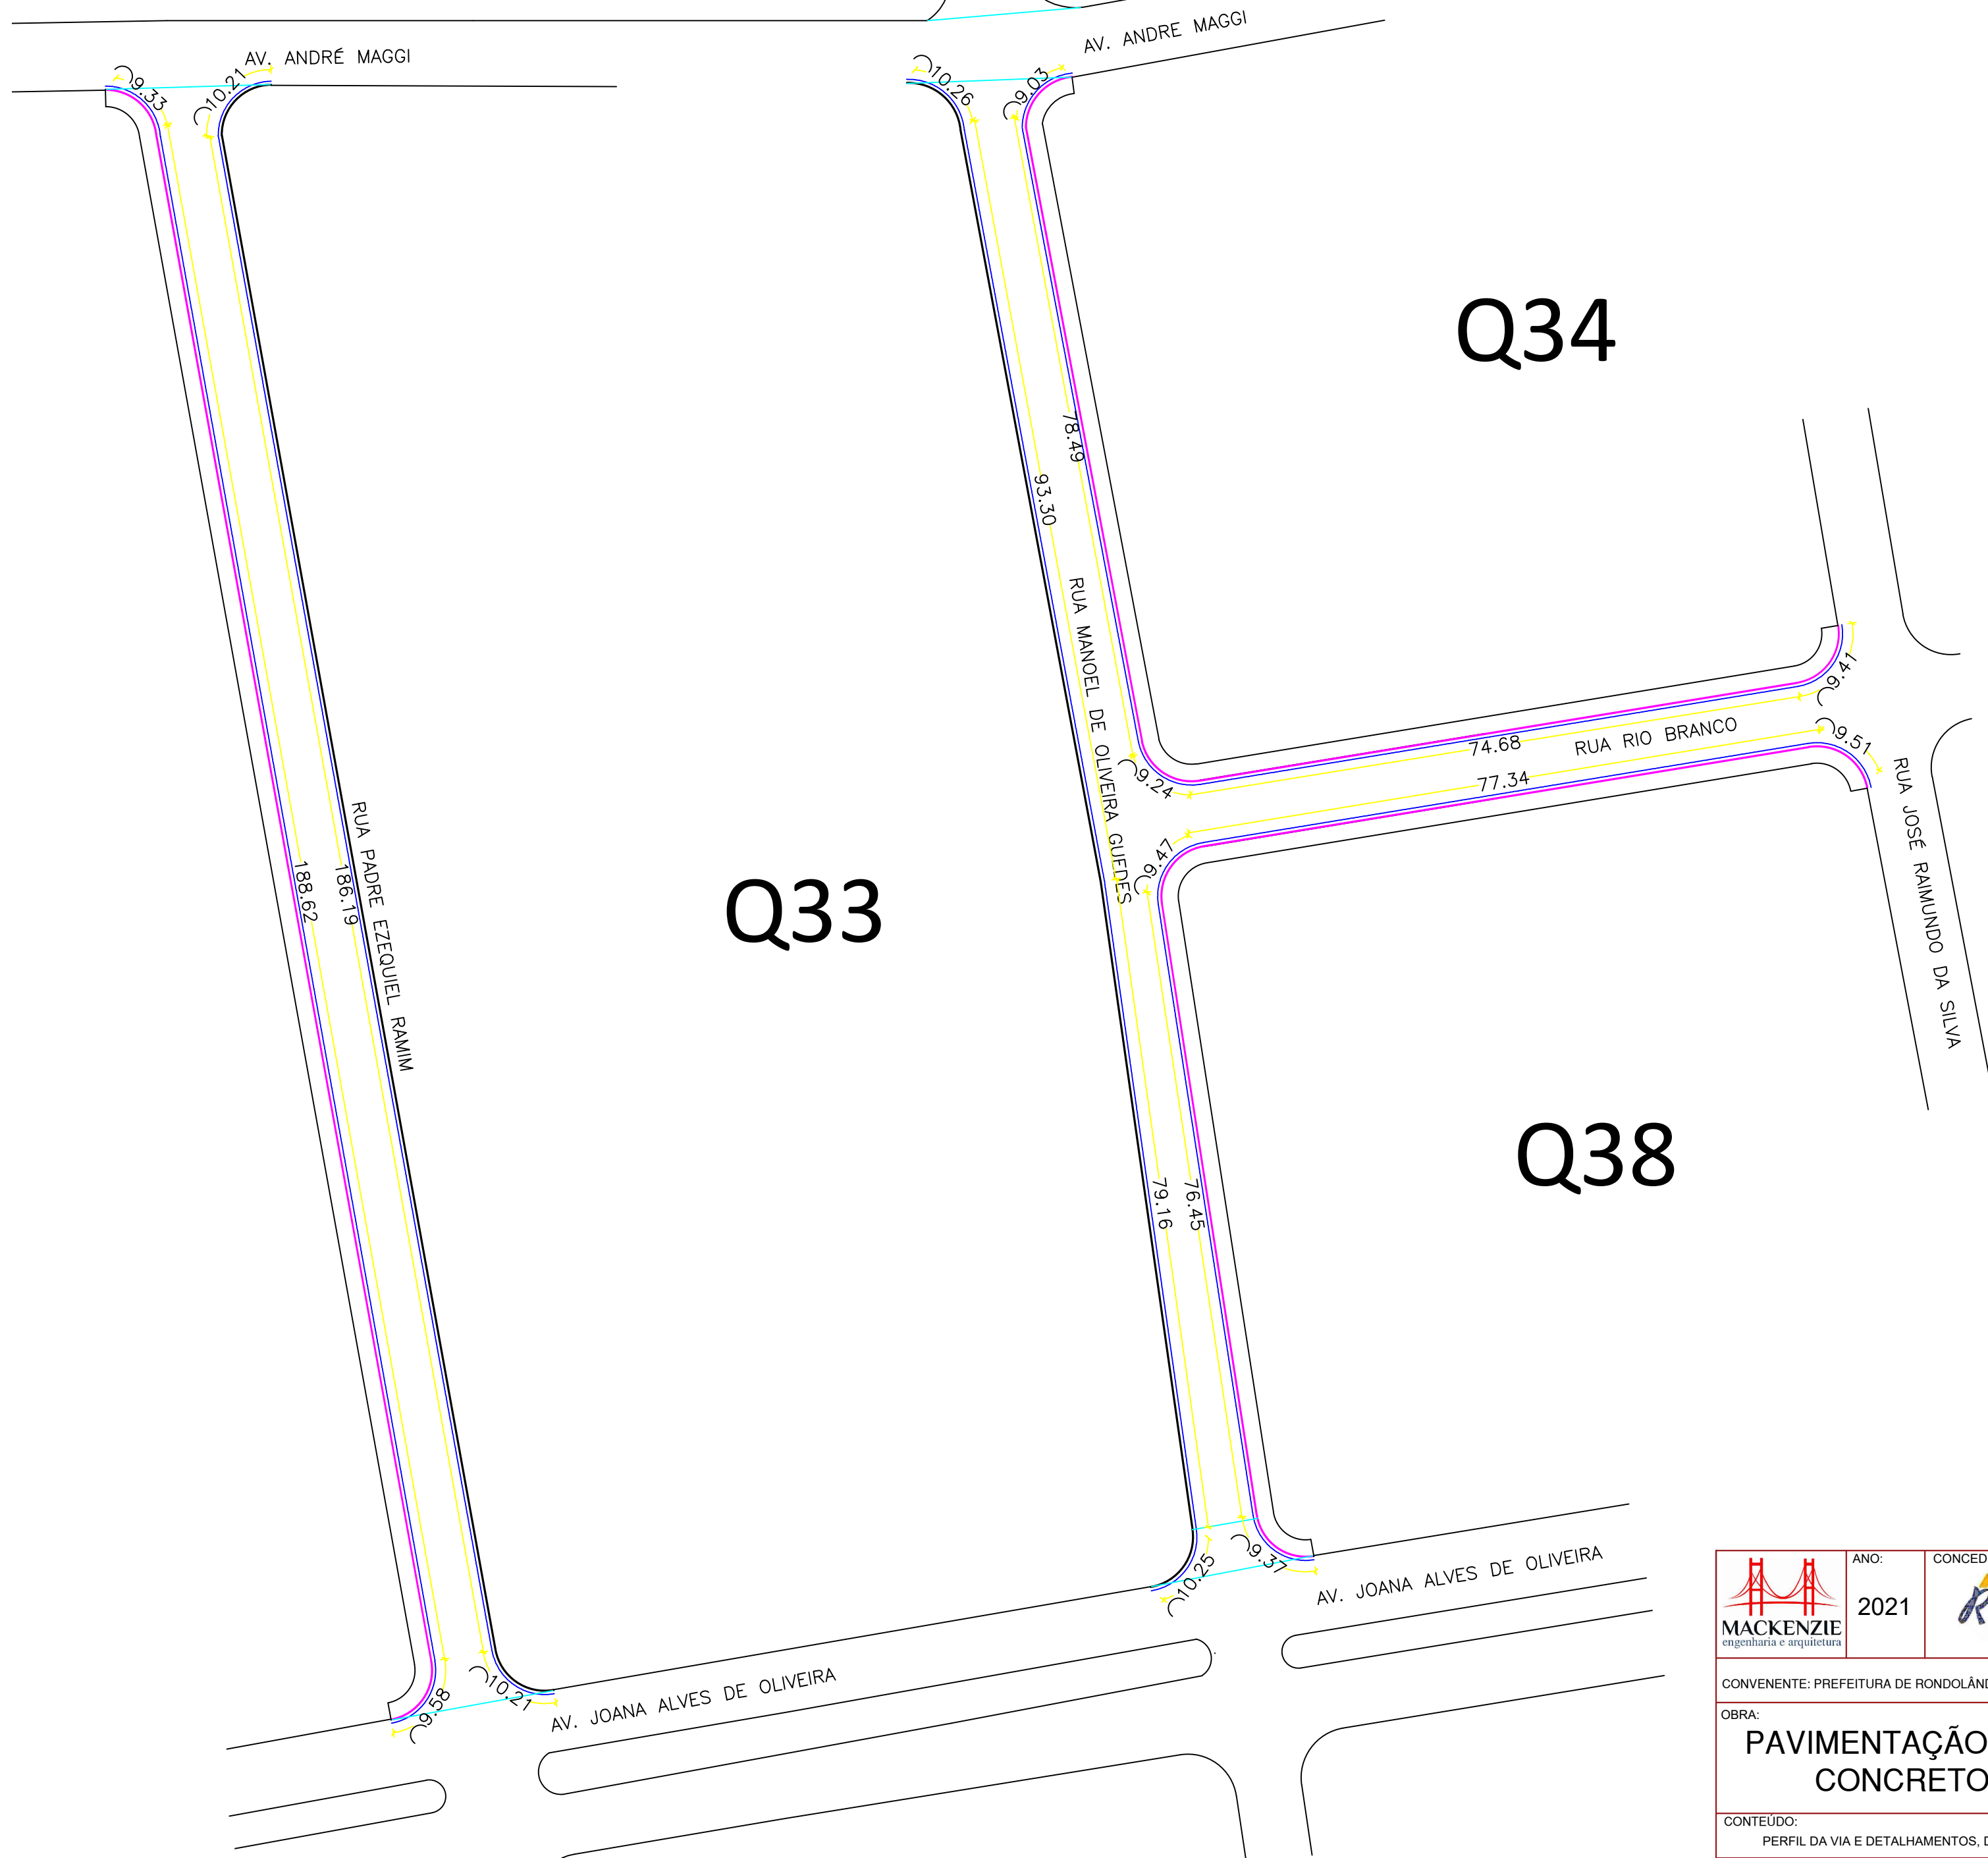 AV. ANDRÉ MAGGI
AV. ANDRE MAGGI
9.33
10.21
10.26
9.03
Q34
78.49
93.30
RUA MANOEL DE OLIVEIRA GUEDES
9.41
74.68
RUA RIO BRANCO
9.51
9.24
77.34
RUA JOSÉ RAIMUNDO DA SILVA
9.47
RUA PADRE EZEQUIEL RAMIM
188.62
186.19
Q33
Q38
79.16
76.45
9.37
10.25
AV. JOANA ALVES DE OLIVEIRA
9.58
10.21
AV. JOANA ALVES DE OLIVEIRA
MACKENZIE
engenharia e arquitetura
ANO:
2021
CONCED
CONVENENTE: PREFEITURA DE RONDOLÂN
OBRA:
PAVIMENTAÇÃO
CONCRETO
CONTEÚDO:
PERFIL DA VIA E DETALHAMENTOS,